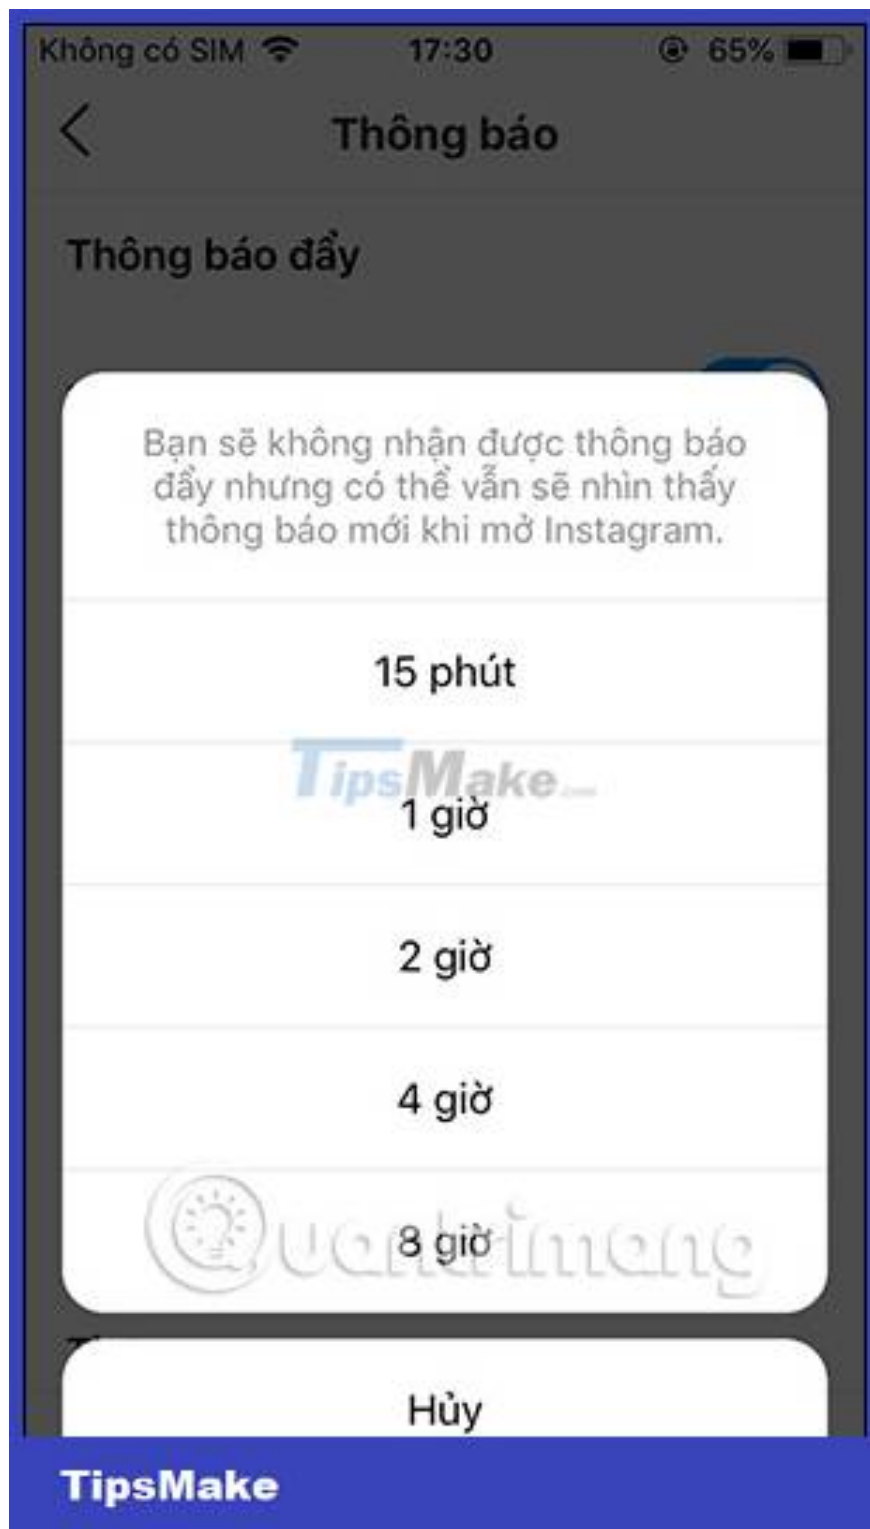 Không có SIM 17:30 65%
Thông báo
Thông báo đẩy
Bạn sẽ không nhận được thông báo
đẩy nhưng có thể vẫn sẽ nhìn thấy
thông báo mới khi mở Instagram.
15 phút
TipsMake.com
1 giờ
2 giờ
4 giờ
Quantrimang
8 giờ
Hủy
TipsMake